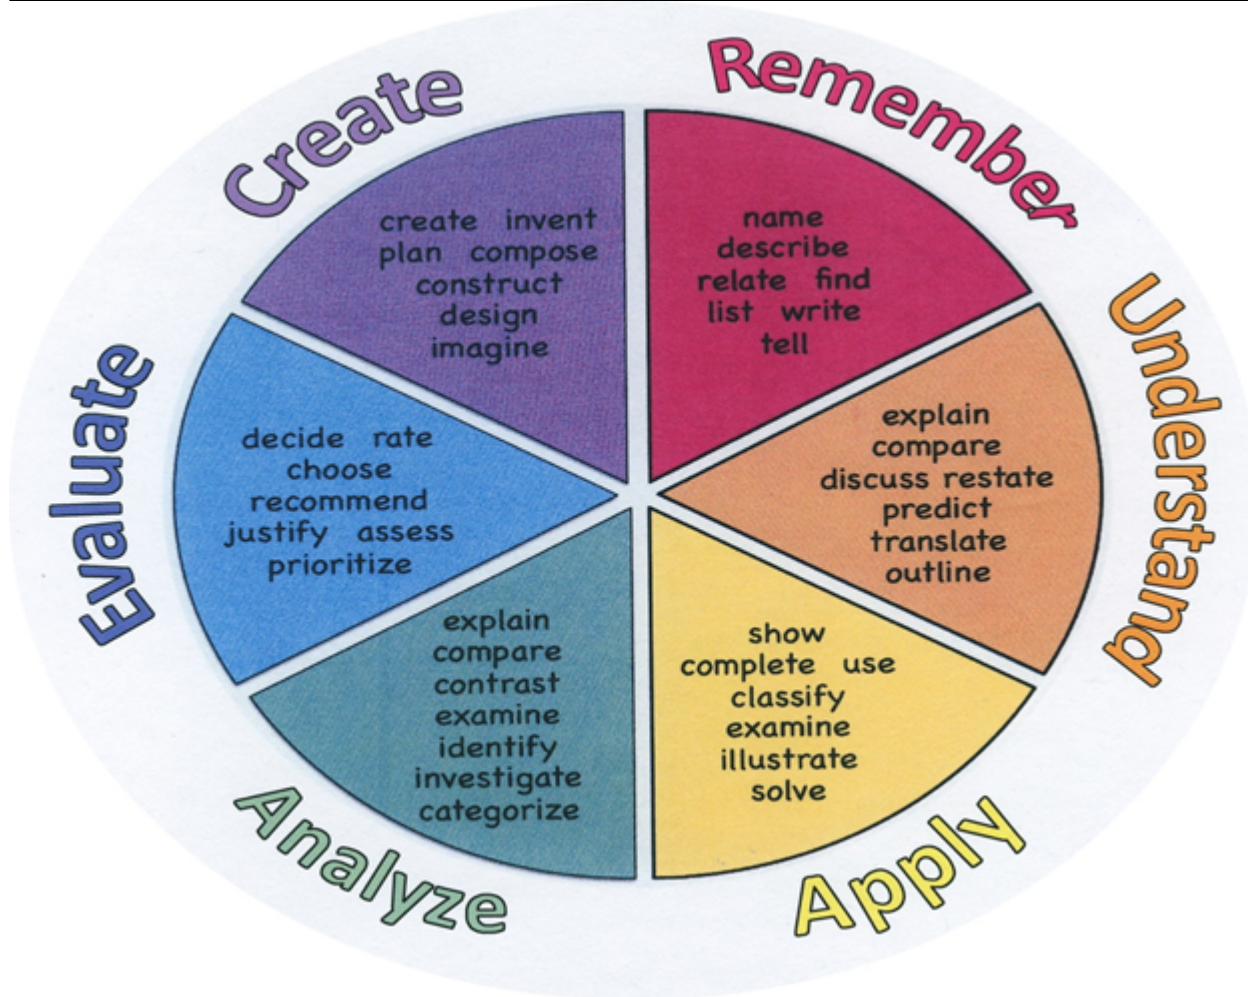 Remember
name
describe
relate find
list write
tell
Understand
explain
compare
discuss restate
predict
translate
outline
Apply
show
complete use
classify
examine
illustrate
solve
Analyze
explain
compare
contrast
examine
identify
investigate
categorize
Evaluate
decide rate
choose
recommend
justify assess
prioritize
Create
create invent
plan compose
construct
design
imagine